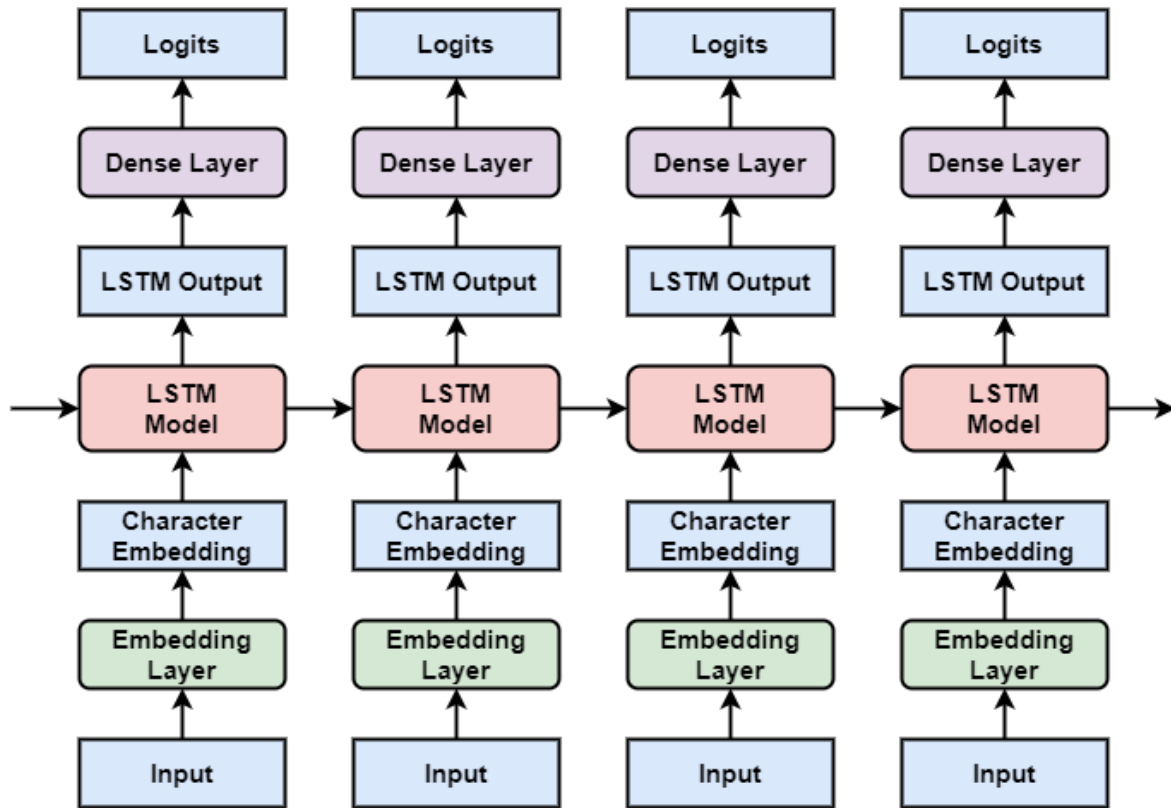 Logits
Logits
Logits
Logits
Dense Layer
Dense Layer
Dense Layer
Dense Layer
LSTM Output
LSTM Output
LSTM Output
LSTM Output
LSTM
Model
LSTM
Model
LSTM
Model
LSTM
Model
Character
Embedding
Character
Embedding
Character
Embedding
Character
Embedding
Embedding
Layer
Embedding
Layer
Embedding
Layer
Embedding
Layer
Input
Input
Input
Input